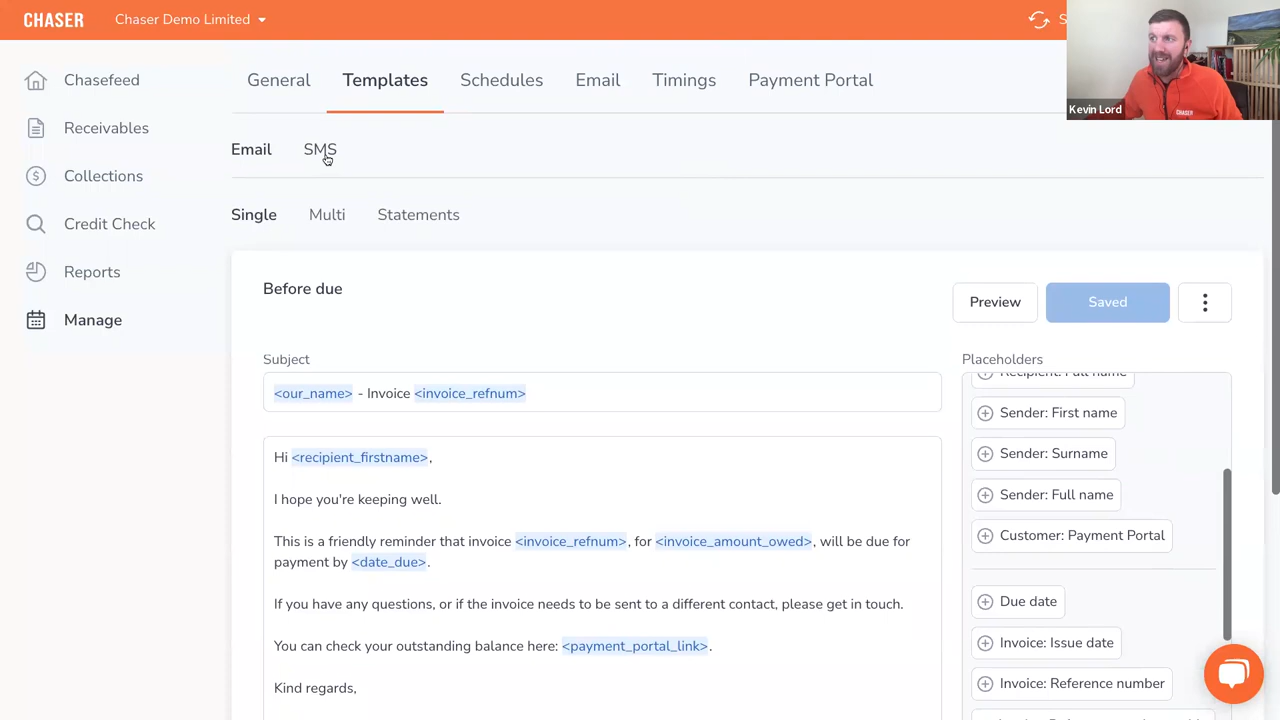 CHASER
Chaser Demo Limited
Kevin Lord
CHASER
Chasefeed
Receivables
Collections
Credit Check
Reports
Manage
General
Templates
Schedules
Email
Timings
Payment Portal
Email
SMS
Single
Multi
Statements
Before due
Preview
Saved
Subject
<our_name> - Invoice <invoice_refnum>
Hi <recipient_firstname>,
I hope you're keeping well.
This is a friendly reminder that invoice <invoice_refnum>, for <invoice_amount_owed>, will be due for
payment by <date_due>.
If you have any questions, or if the invoice needs to be sent to a different contact, please get in touch.
You can check your outstanding balance here: <payment_portal_link>.
Kind regards,
Placeholders
Recipient: Full name
Sender: First name
Sender: Surname
Sender: Full name
Customer: Payment Portal
Due date
Invoice: Issue date
Invoice: Reference number